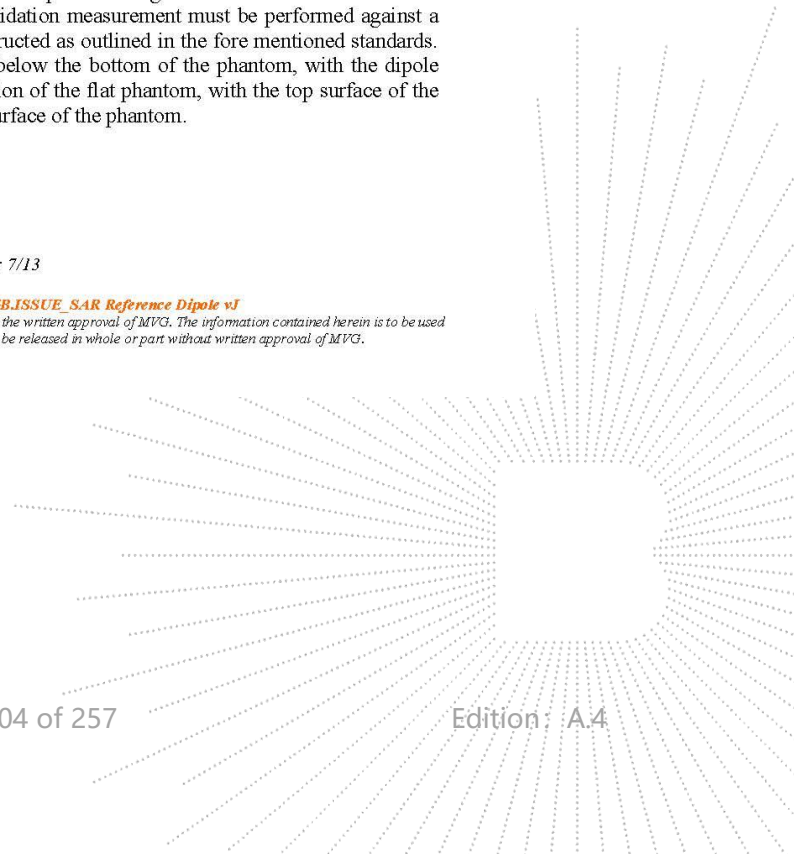 idation measurement must be performed against a
ructed as outlined in the fore mentioned standards.
below the bottom of the phantom, with the dipole
ion of the flat phantom, with the top surface of the
urface of the phantom.
: 7/13
B.ISSUE_SAR Reference Dipole vJ
the written approval of MVG. The information contained herein is to be used
be released in whole or part without written approval of MVG.
04 of 257
Edition: A.4